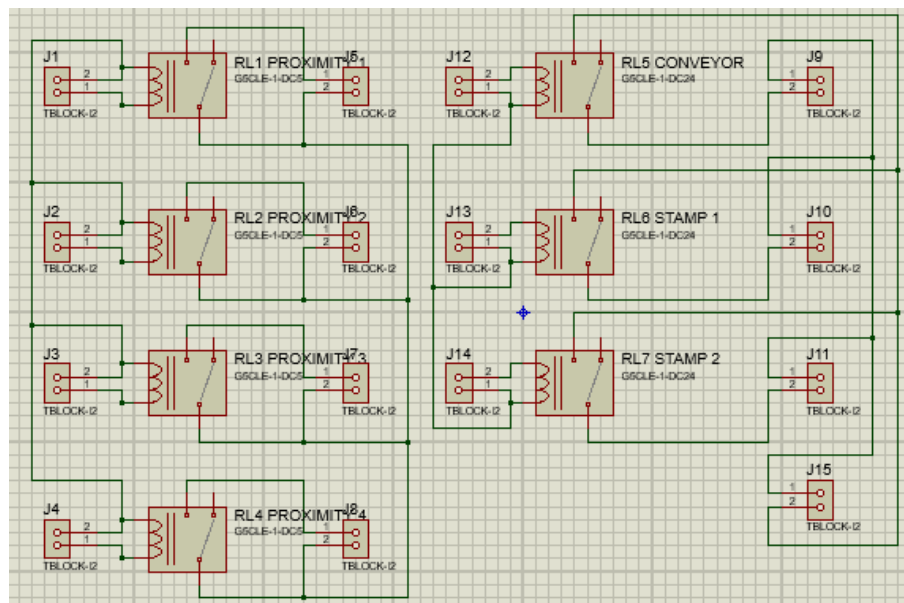 J1
2
1
TBLOCK-I2
RL1 PROXIMITY 1
G5CLE-1-DC5
J5
1
2
TBLOCK-I2
J12
2
1
TBLOCK-I2
RL5 CONVEYOR
G5CLE-1-DC24
J9
1
2
TBLOCK-I2
J2
2
1
TBLOCK-I2
RL2 PROXIMITY 2
G5CLE-1-DC5
J6
1
2
TBLOCK-I2
J13
2
1
TBLOCK-I2
RL6 STAMP 1
G5CLE-1-DC24
J10
1
2
TBLOCK-I2
J3
2
1
TBLOCK-I2
RL3 PROXIMITY 3
G5CLE-1-DC5
J7
1
2
TBLOCK-I2
J14
2
1
TBLOCK-I2
RL7 STAMP 2
G5CLE-1-DC24
J11
1
2
TBLOCK-I2
J4
2
1
TBLOCK-I2
RL4 PROXIMITY 4
G5CLE-1-DC5
J8
1
2
TBLOCK-I2
J15
1
2
TBLOCK-I2